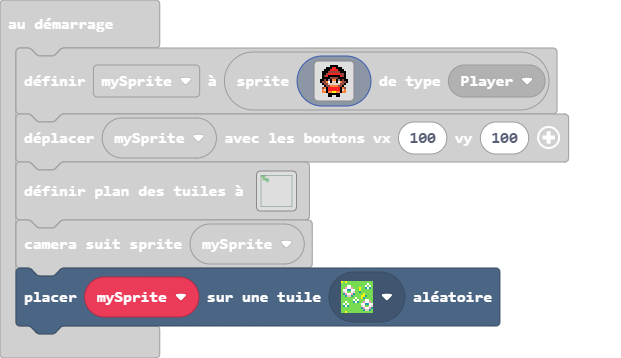 au démarrage
définir mySprite à sprite de type Player
déplacer mySprite avec les boutons vx 100 vy 100
définir plan des tuiles à
camera suit sprite mySprite
placer mySprite sur une tuile aléatoire